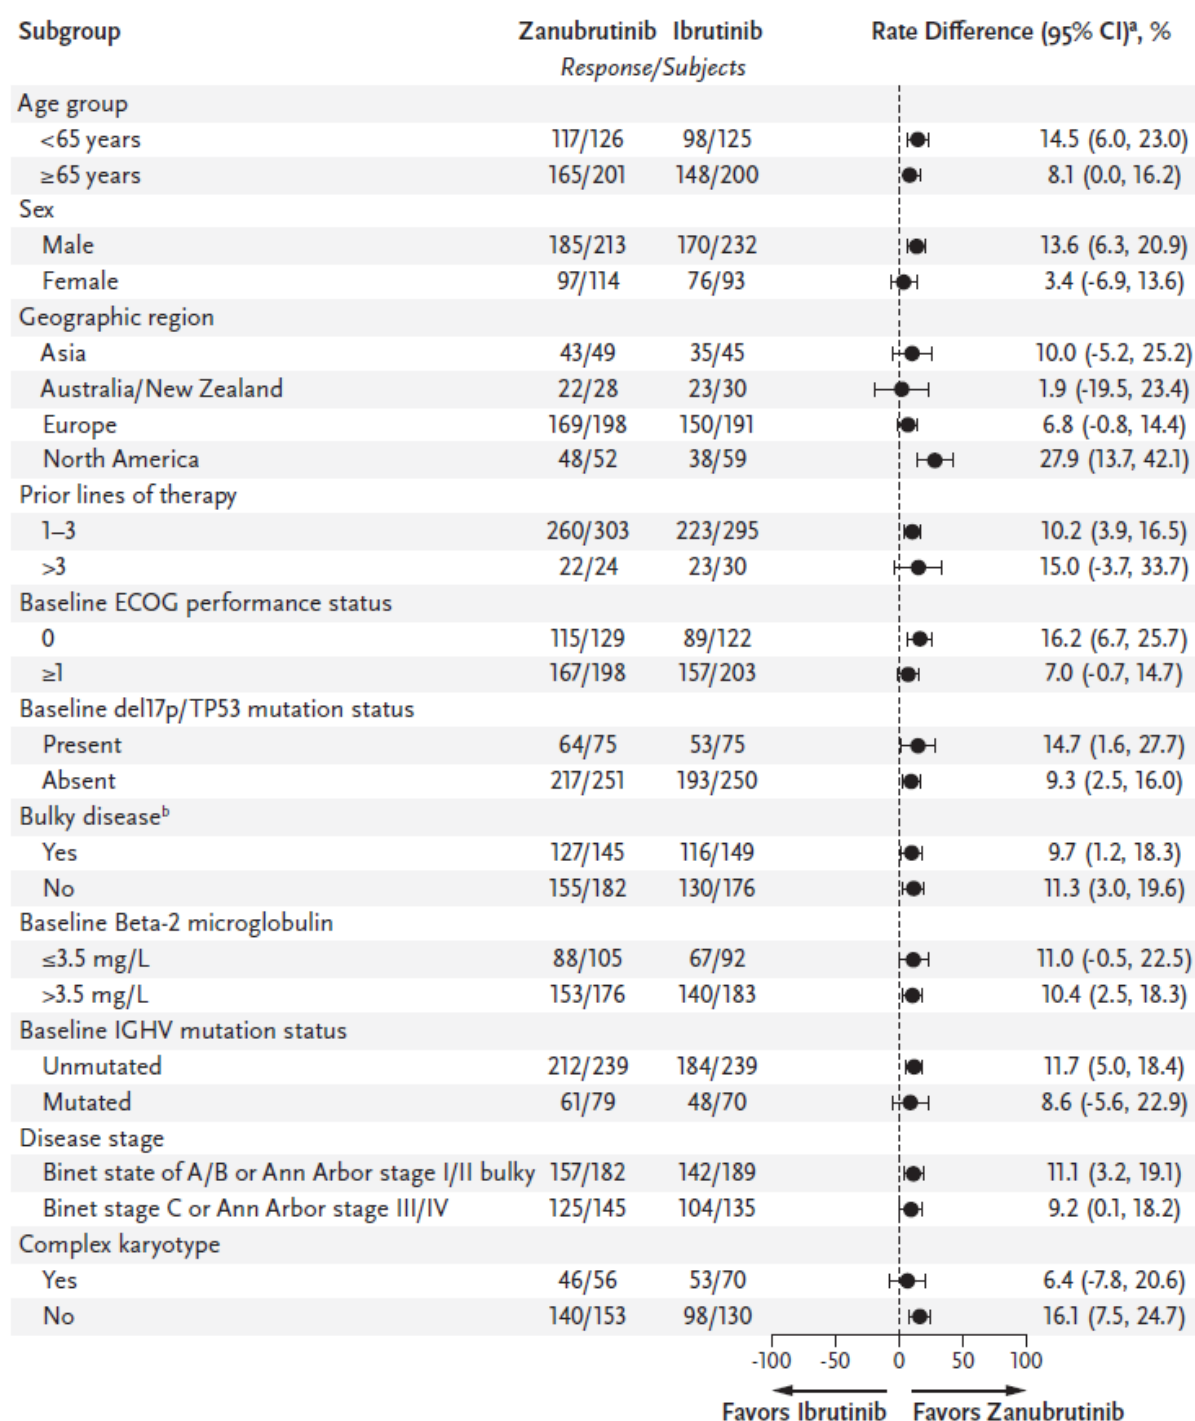 Subgroup Zanubrutinib Ibrutinib Rate Difference (95% CI)ᵃ, %
Response/Subjects
Age group
<65 years 117/126 98/125 14.5 (6.0, 23.0)
≥65 years 165/201 148/200 8.1 (0.0, 16.2)
Sex
Male 185/213 170/232 13.6 (6.3, 20.9)
Female 97/114 76/93 3.4 (-6.9, 13.6)
Geographic region
Asia 43/49 35/45 10.0 (-5.2, 25.2)
Australia/New Zealand 22/28 23/30 1.9 (-19.5, 23.4)
Europe 169/198 150/191 6.8 (-0.8, 14.4)
North America 48/52 38/59 27.9 (13.7, 42.1)
Prior lines of therapy
1–3 260/303 223/295 10.2 (3.9, 16.5)
>3 22/24 23/30 15.0 (-3.7, 33.7)
Baseline ECOG performance status
0 115/129 89/122 16.2 (6.7, 25.7)
≥1 167/198 157/203 7.0 (-0.7, 14.7)
Baseline del17p/TP53 mutation status
Present 64/75 53/75 14.7 (1.6, 27.7)
Absent 217/251 193/250 9.3 (2.5, 16.0)
Bulky diseaseᵇ
Yes 127/145 116/149 9.7 (1.2, 18.3)
No 155/182 130/176 11.3 (3.0, 19.6)
Baseline Beta-2 microglobulin
≤3.5 mg/L 88/105 67/92 11.0 (-0.5, 22.5)
>3.5 mg/L 153/176 140/183 10.4 (2.5, 18.3)
Baseline IGHV mutation status
Unmutated 212/239 184/239 11.7 (5.0, 18.4)
Mutated 61/79 48/70 8.6 (-5.6, 22.9)
Disease stage
Binet state of A/B or Ann Arbor stage I/II bulky 157/182 142/189 11.1 (3.2, 19.1)
Binet stage C or Ann Arbor stage III/IV 125/145 104/135 9.2 (0.1, 18.2)
Complex karyotype
Yes 46/56 53/70 6.4 (-7.8, 20.6)
No 140/153 98/130 16.1 (7.5, 24.7)
-100 -50 0 50 100
Favors Ibrutinib Favors Zanubrutinib